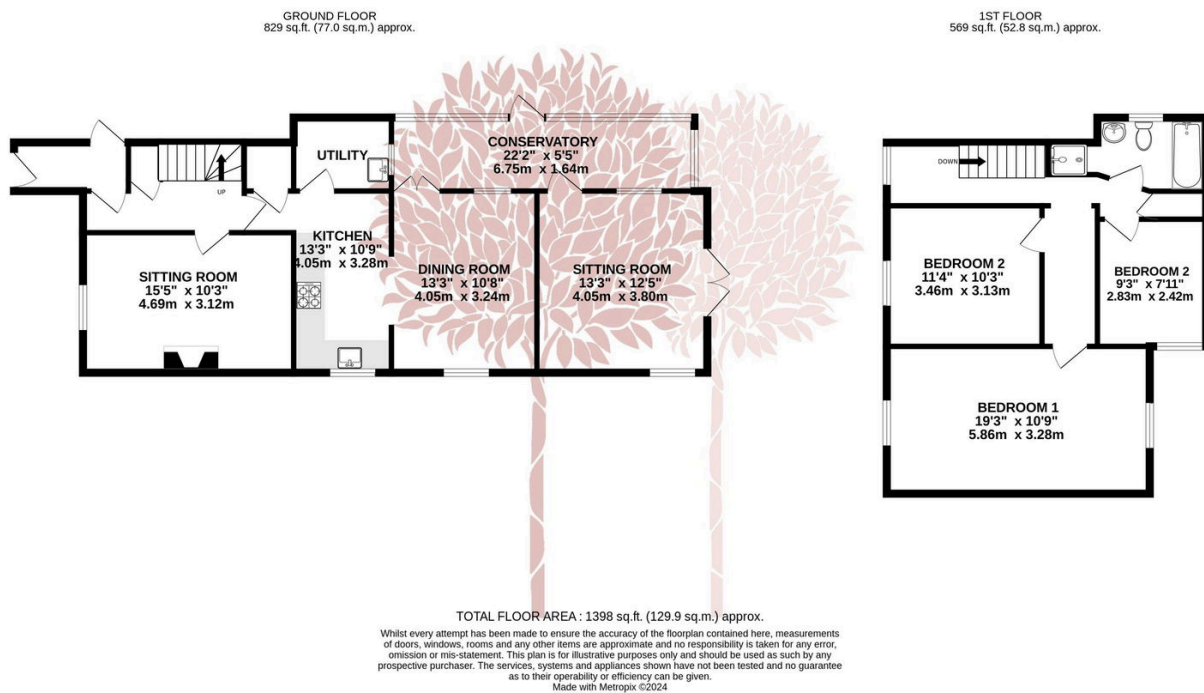 GROUND FLOOR
829 sq.ft. (77.0 sq.m.) approx.
1ST FLOOR
569 sq.ft. (52.8 sq.m.) approx.
UTILITY
CONSERVATORY
22'2" x 5'5"
6.75m x 1.64m
UP
KITCHEN
13'3" x 10'9"
4.05m x 3.28m
SITTING ROOM
15'5" x 10'3"
4.69m x 3.12m
DINING ROOM
13'3" x 10'8"
4.05m x 3.24m
SITTING ROOM
13'3" x 12'5"
4.05m x 3.80m
DOWN
BEDROOM 2
11'4" x 10'3"
3.46m x 3.13m
BEDROOM 2
9'3" x 7'11"
2.83m x 2.42m
BEDROOM 1
19'3" x 10'9"
5.86m x 3.28m
TOTAL FLOOR AREA : 1398 sq.ft. (129.9 sq.m.) approx.
Whilst every attempt has been made to ensure the accuracy of the floorplan contained here, measurements
of doors, windows, rooms and any other items are approximate and no responsibility is taken for any error,
omission or mis-statement. This plan is for illustrative purposes only and should be used as such by any
prospective purchaser. The services, systems and appliances shown have not been tested and no guarantee
as to their operability or efficiency can be given.
Made with Metropix ©2024